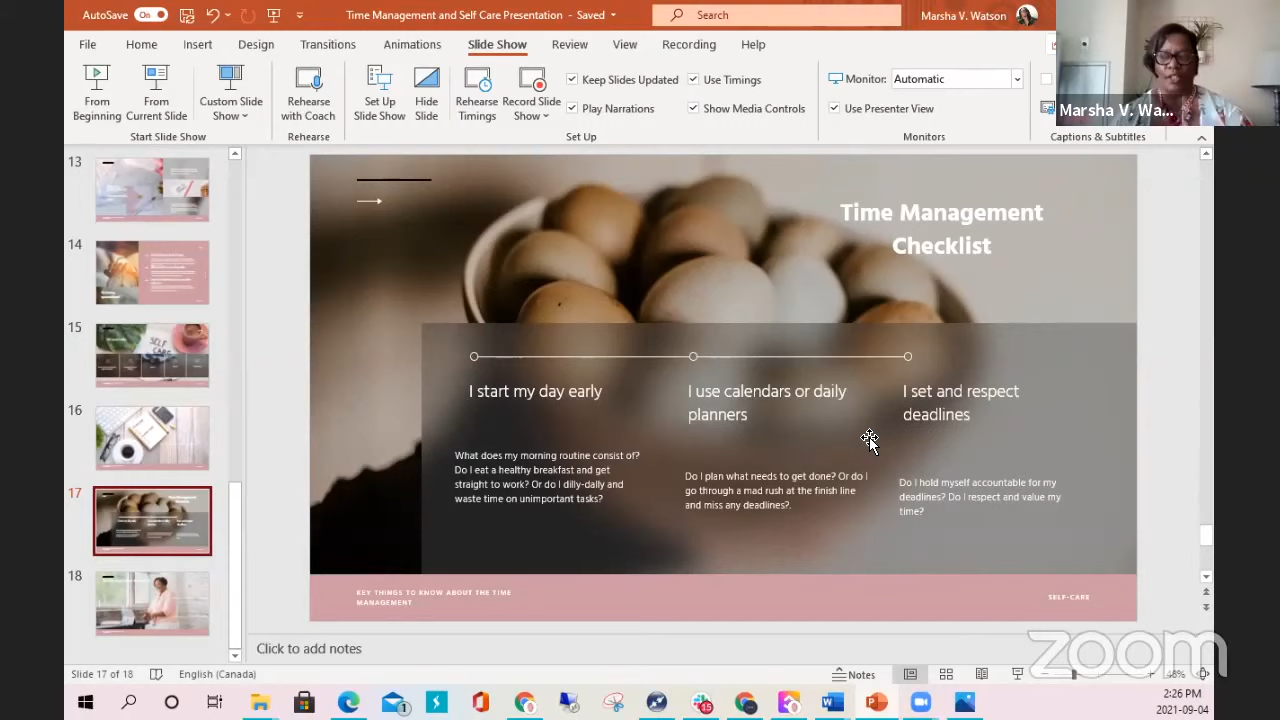 AutoSave On
Time Management and Self Care Presentation - Saved
Search
Marsha V. Watson
File Home Insert Design Transitions Animations Slide Show Review View Recording Help
From Beginning
From Current Slide
Custom Slide Show
Rehearse with Coach
Set Up Slide Show
Hide Slide
Rehearse Timings
Record Slide Show
Keep Slides Updated
Use Timings
Play Narrations
Show Media Controls
Monitor: Automatic
Use Presenter View
Start Slide Show
Rehearse
Set Up
Monitors
Captions & Subtitles
Marsha V. Wa...
13
14
15
16
17
18
Time Management
Checklist
I start my day early
I use calendars or daily
planners
I set and respect
deadlines
What does my morning routine consist of?
Do I eat a healthy breakfast and get
straight to work? Or do I dilly-dally and
waste time on unimportant tasks?
Do I plan what needs to get done? Or do I
go through a mad rush at the finish line
and miss any deadlines?.
Do I hold myself accountable for my
deadlines? Do I respect and value my
time?
KEY THINGS TO KNOW ABOUT THE TIME
MANAGEMENT
SELF-CARE
Click to add notes
zoom
Slide 17 of 18
English (Canada)
Notes
48%
2:26 PM
2021-09-04